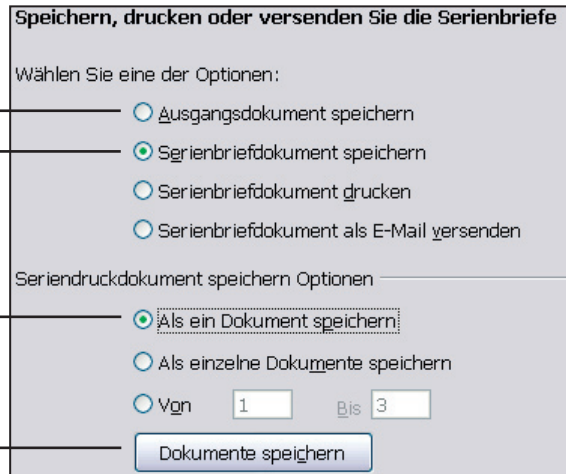 Speichern, drucken oder versenden Sie die Serienbriefe
Wählen Sie eine der Optionen:
Ausgangsdokument speichern
Serienbriefdokument speichern
Serienbriefdokument drucken
Serienbriefdokument als E-Mail versenden
Seriendruckdokument speichern Optionen
Als ein Dokument speichern
Als einzelne Dokumente speichern
Von 1 Bis 3
Dokumente speichern